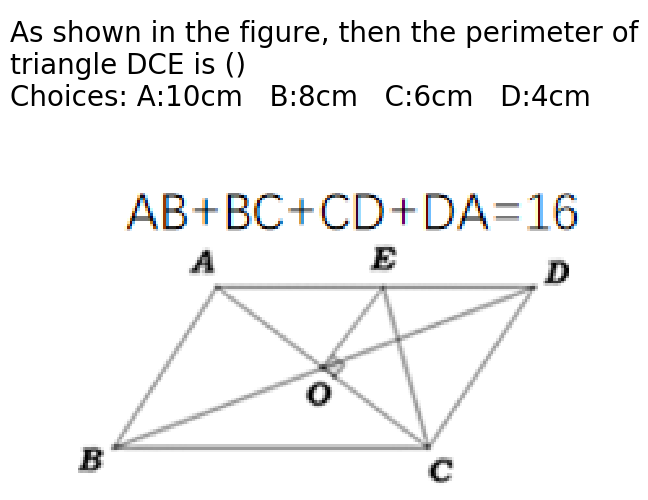 As shown in the figure, then the perimeter of
triangle DCE is ()
Choices: A:10cm   B:8cm   C:6cm   D:4cm
AB+BC+CD+DA=16
A E D
O
B C